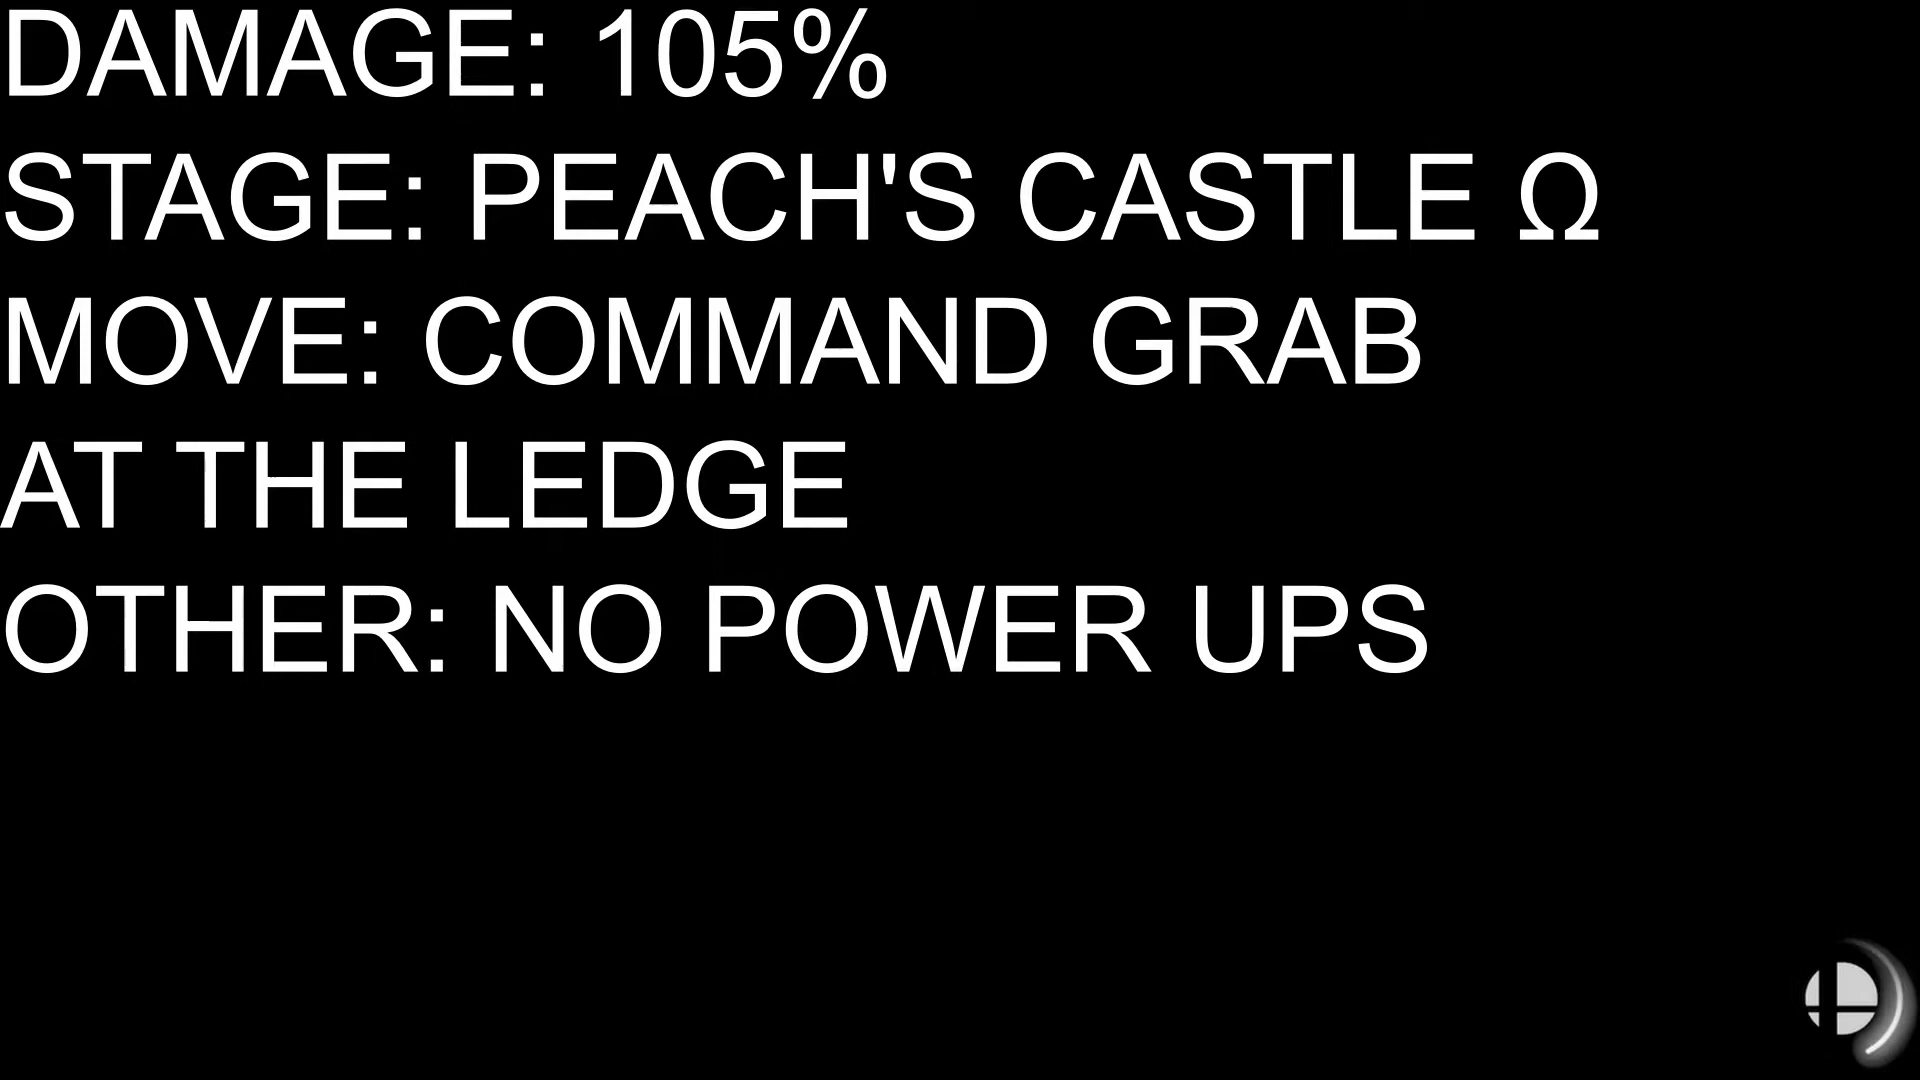 DAMAGE: 105%
STAGE: PEACH'S CASTLE Ω
MOVE: COMMAND GRAB
AT THE LEDGE
OTHER: NO POWER UPS